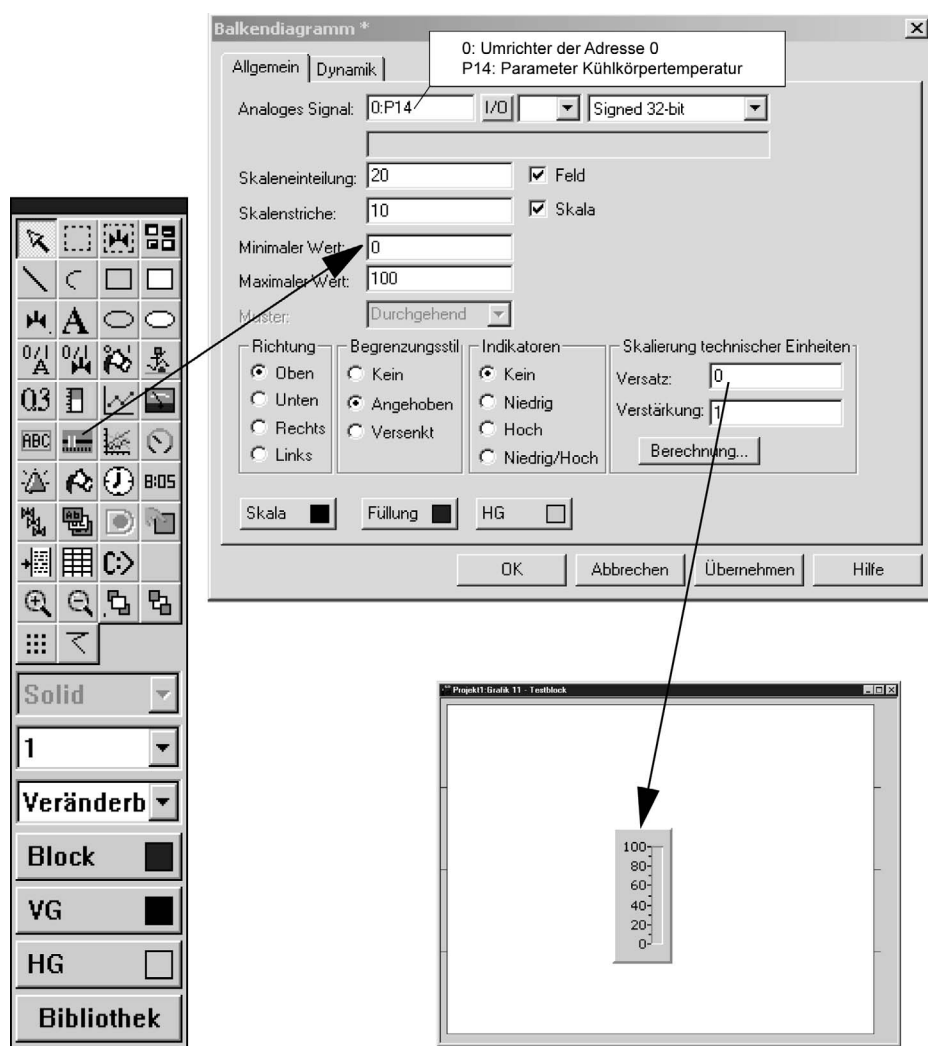 Balkendiagramm *
0: Umrichter der Adresse 0
P14: Parameter Kühlkörpertemperatur
Allgemein Dynamik
Analoges Signal: 0:P14 I/O Signed 32-bit
Skaleneinteilung: 20 Feld
Skalenstriche: 10 Skala
Minimaler Wert: 0
Maximaler Wert: 100
Muster: Durchgehend
Richtung Begrenzungsstil Indikatoren Skalierung technischer Einheiten
Oben Kein Kein Versatz: 0
Unten Angehoben Niedrig Verstärkung: 1
Rechts Versenkt Hoch Berechnung...
Links Niedrig/Hoch
Skala Füllung HG
OK Abbrechen Übernehmen Hilfe
A
0/I A 0/I
0.3
ABC
8:05
Ab
C:>
Solid
1
Veränderb
Block
VG
HG
Bibliothek
Projekt1:Grafik 11 - Testblock
100
80
60
40
20
0